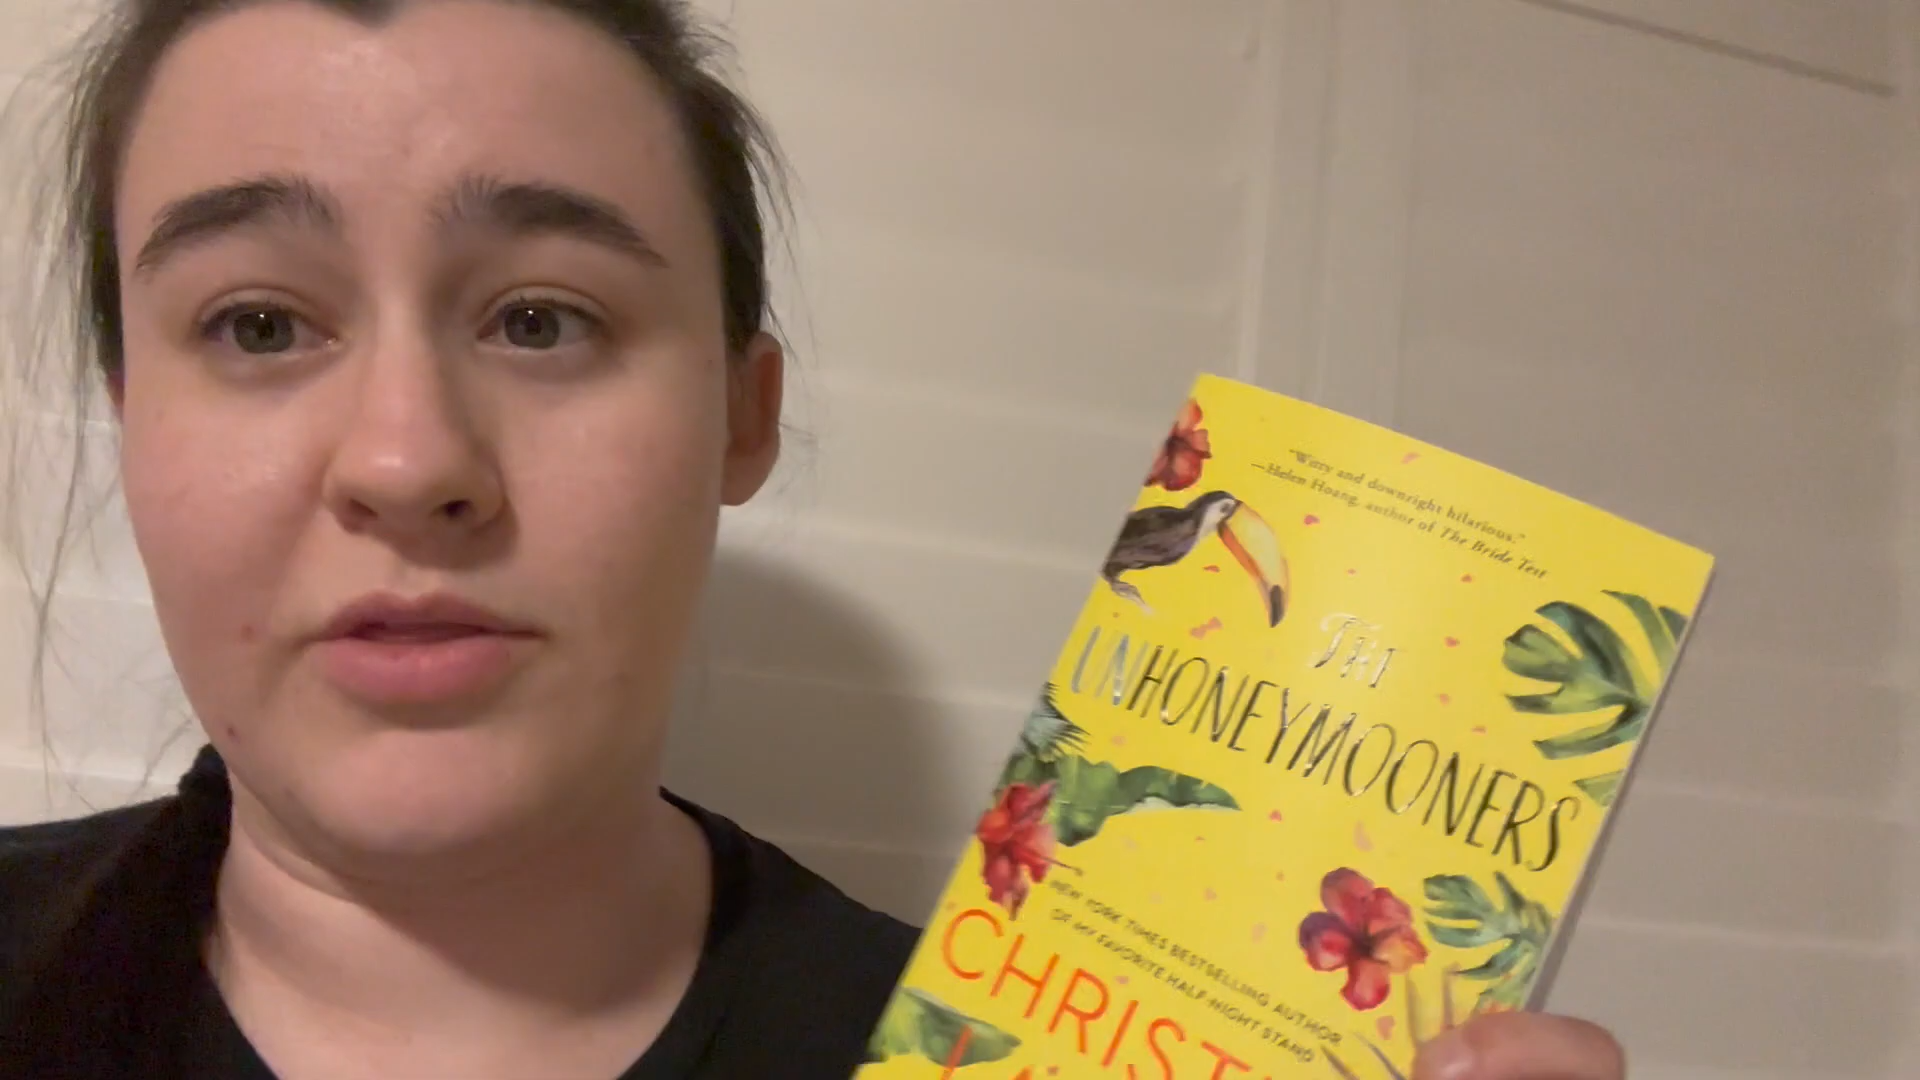 "Witty and downright hilarious."
—Helen Hoang, author of The Bride Test
THE
UNHONEYMOONERS
NEW YORK TIMES BESTSELLING AUTHOR
OF MY FAVORITE HALF-NIGHT STAND